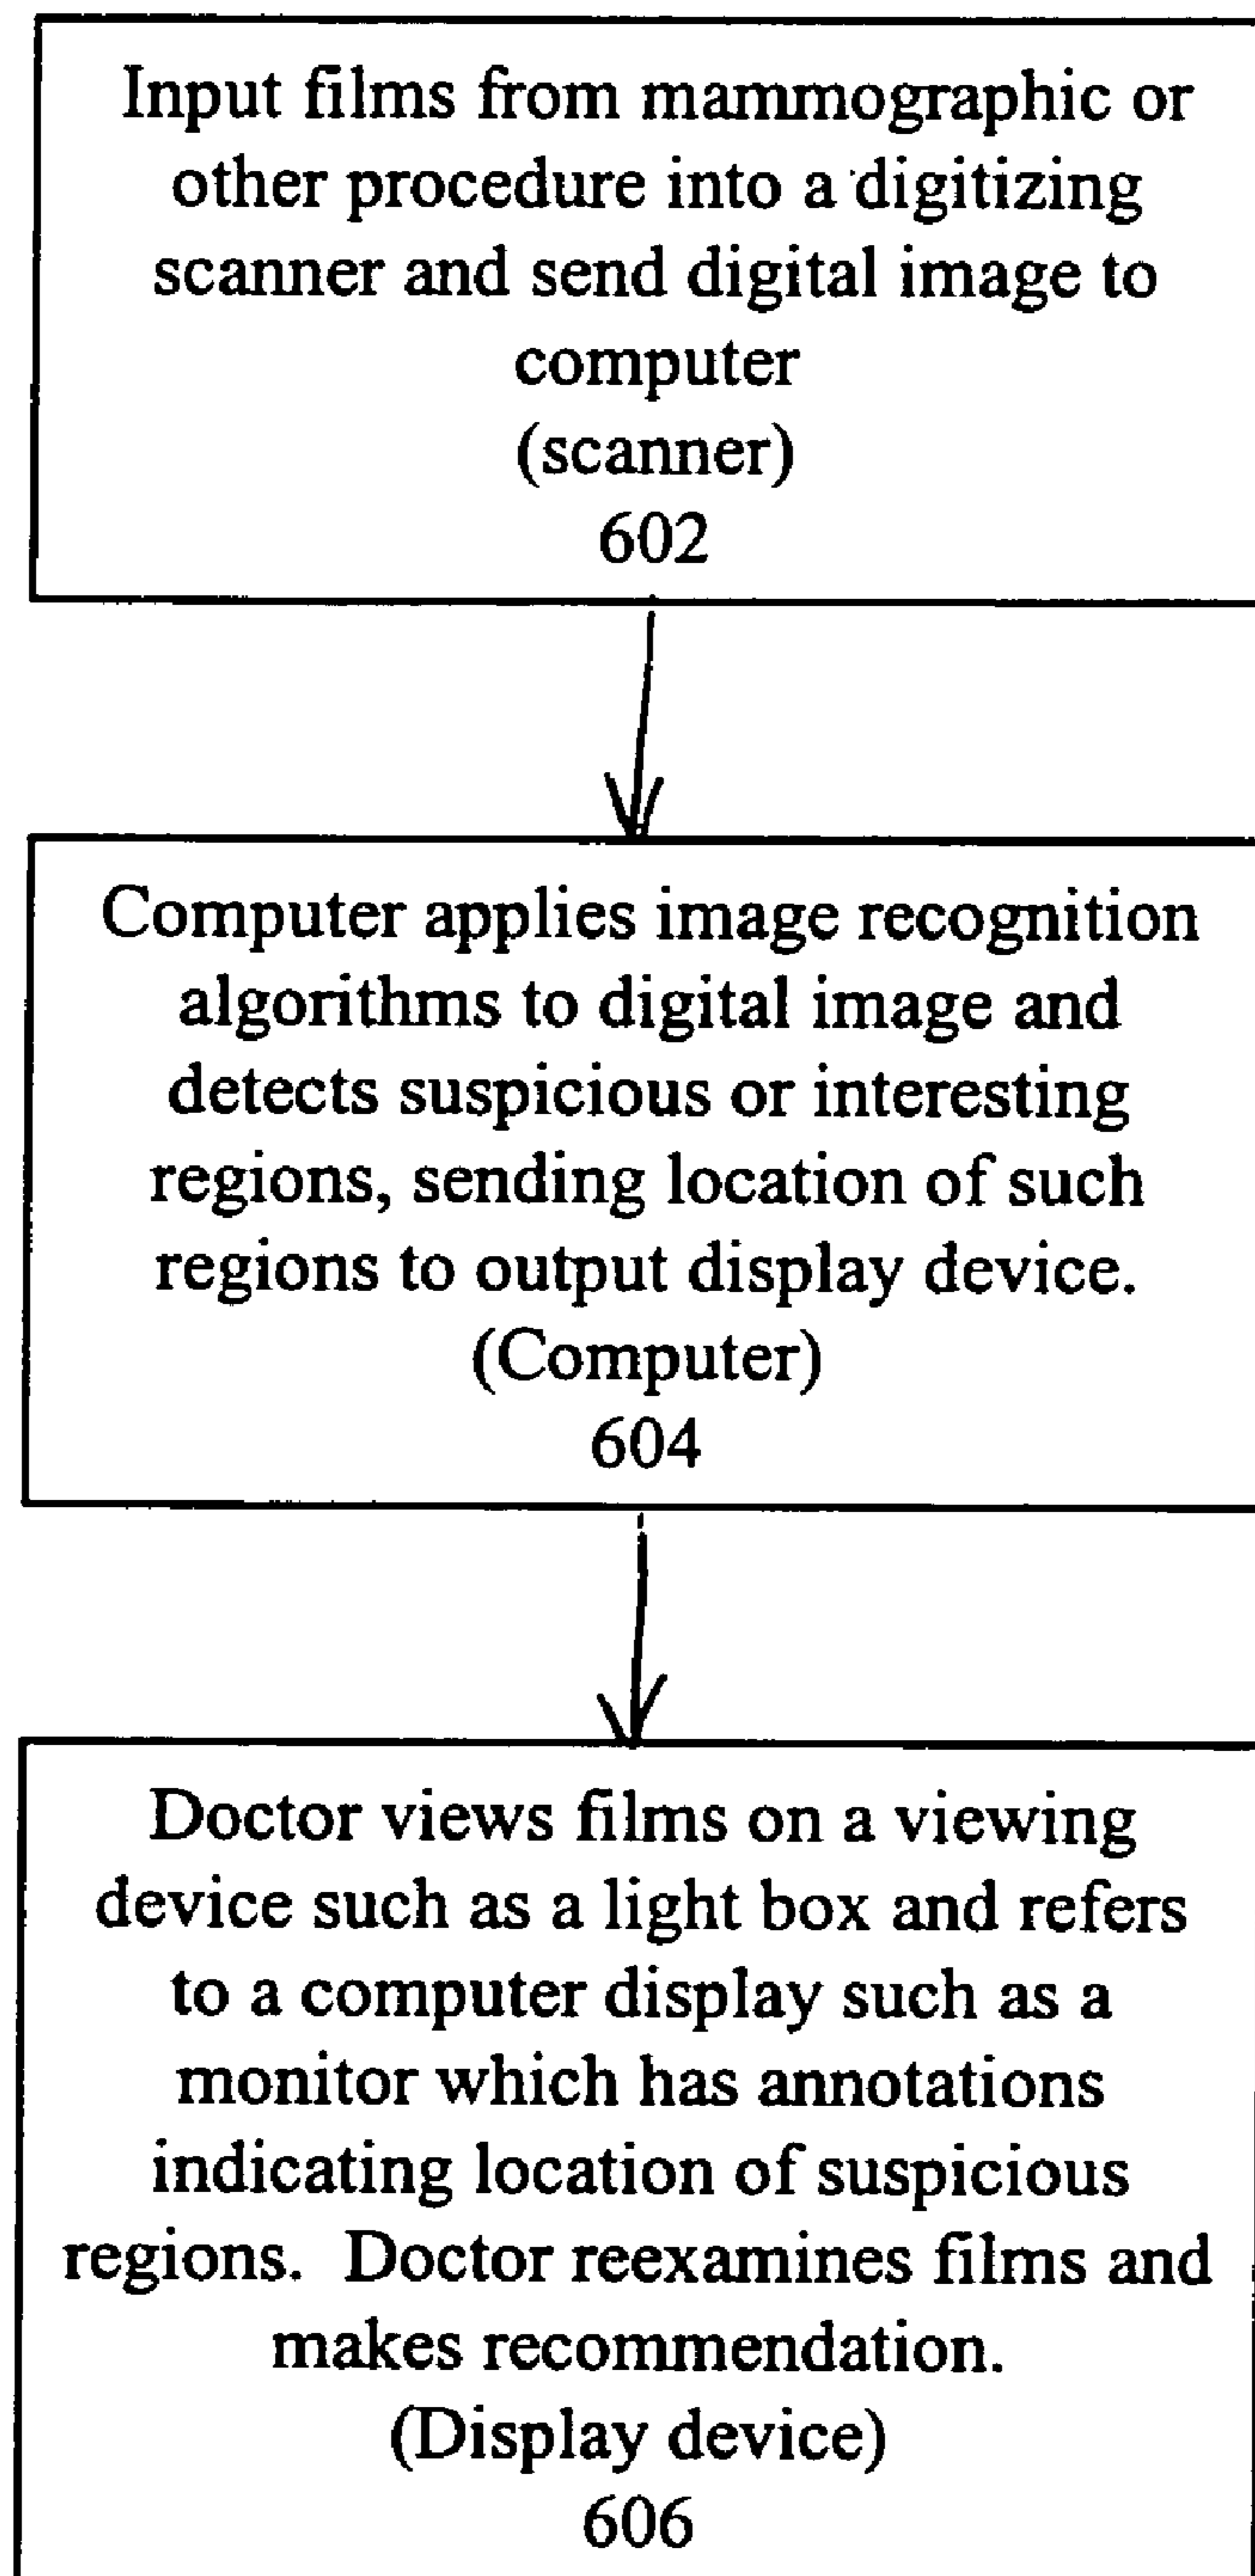 Input films from mammographic or
other procedure into a digitizing
scanner and send digital image to
computer
(scanner)
602
Computer applies image recognition
algorithms to digital image and
detects suspicious or interesting
regions, sending location of such
regions to output display device.
(Computer)
604
Doctor views films on a viewing
device such as a light box and refers
to a computer display such as a
monitor which has annotations
indicating location of suspicious
regions. Doctor reexamines films and
makes recommendation.
(Display device)
606